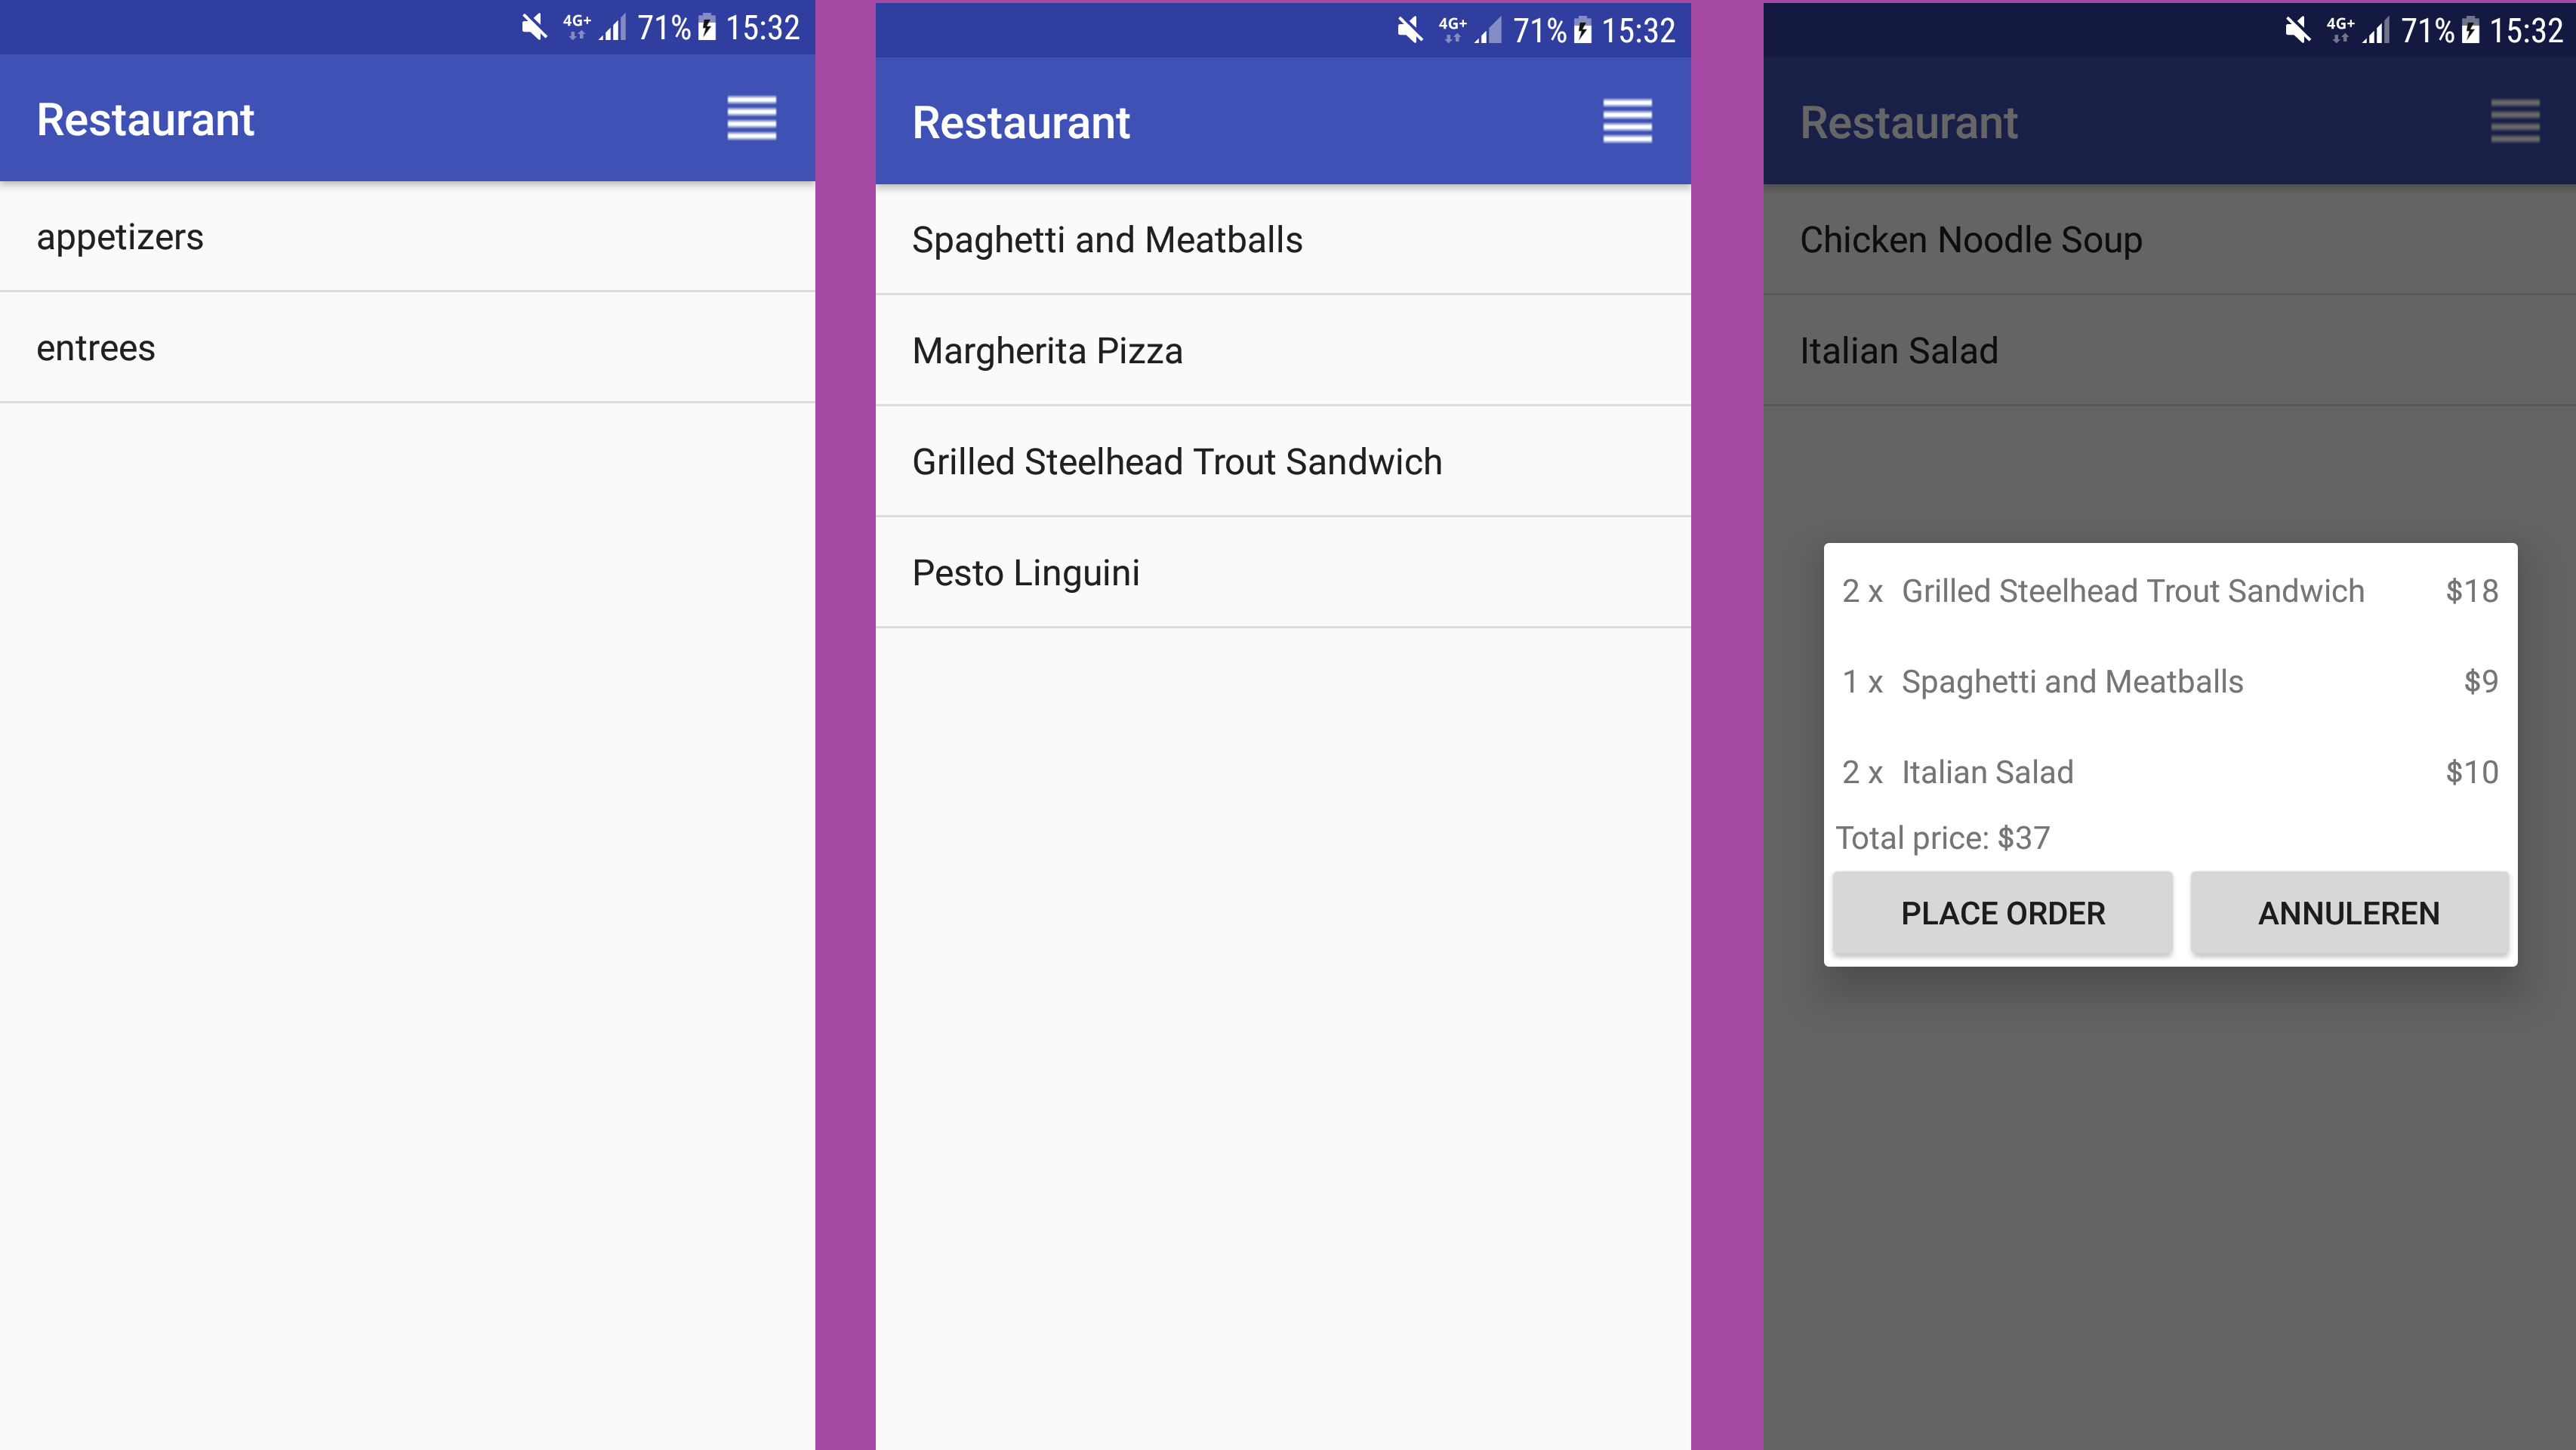 4G+ 71% 15:32
Restaurant
appetizers
entrees
4G+ 71% 15:32
Restaurant
Spaghetti and Meatballs
Margherita Pizza
Grilled Steelhead Trout Sandwich
Pesto Linguini
4G+ 71% 15:32
Restaurant
Chicken Noodle Soup
Italian Salad
2 x Grilled Steelhead Trout Sandwich $18
1 x Spaghetti and Meatballs $9
2 x Italian Salad $10
Total price: $37
PLACE ORDER ANNULEREN